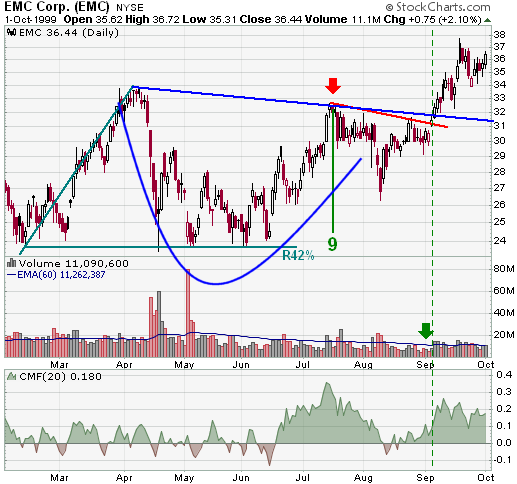 EMC Corp. (EMC) NYSE © StockCharts.com
1-Oct-1999 Open 35.62 High 36.72 Low 35.31 Close 36.44 Volume 11.1M Chg +0.75 (+2.10%)
EMC 36.44 (Daily)
38
37
36
35
34
33
32
31
30
29
28
27
26
25
24
9
R42%
Volume 11,090,600
EMA(60) 11,262,387
80M
60M
40M
20M
Mar Apr May Jun Jul Aug Sep Oct
CMF(20) 0.180
0.4
0.3
0.2
0.1
0.0
-0.1
Mar Apr May Jun Jul Aug Sep Oct